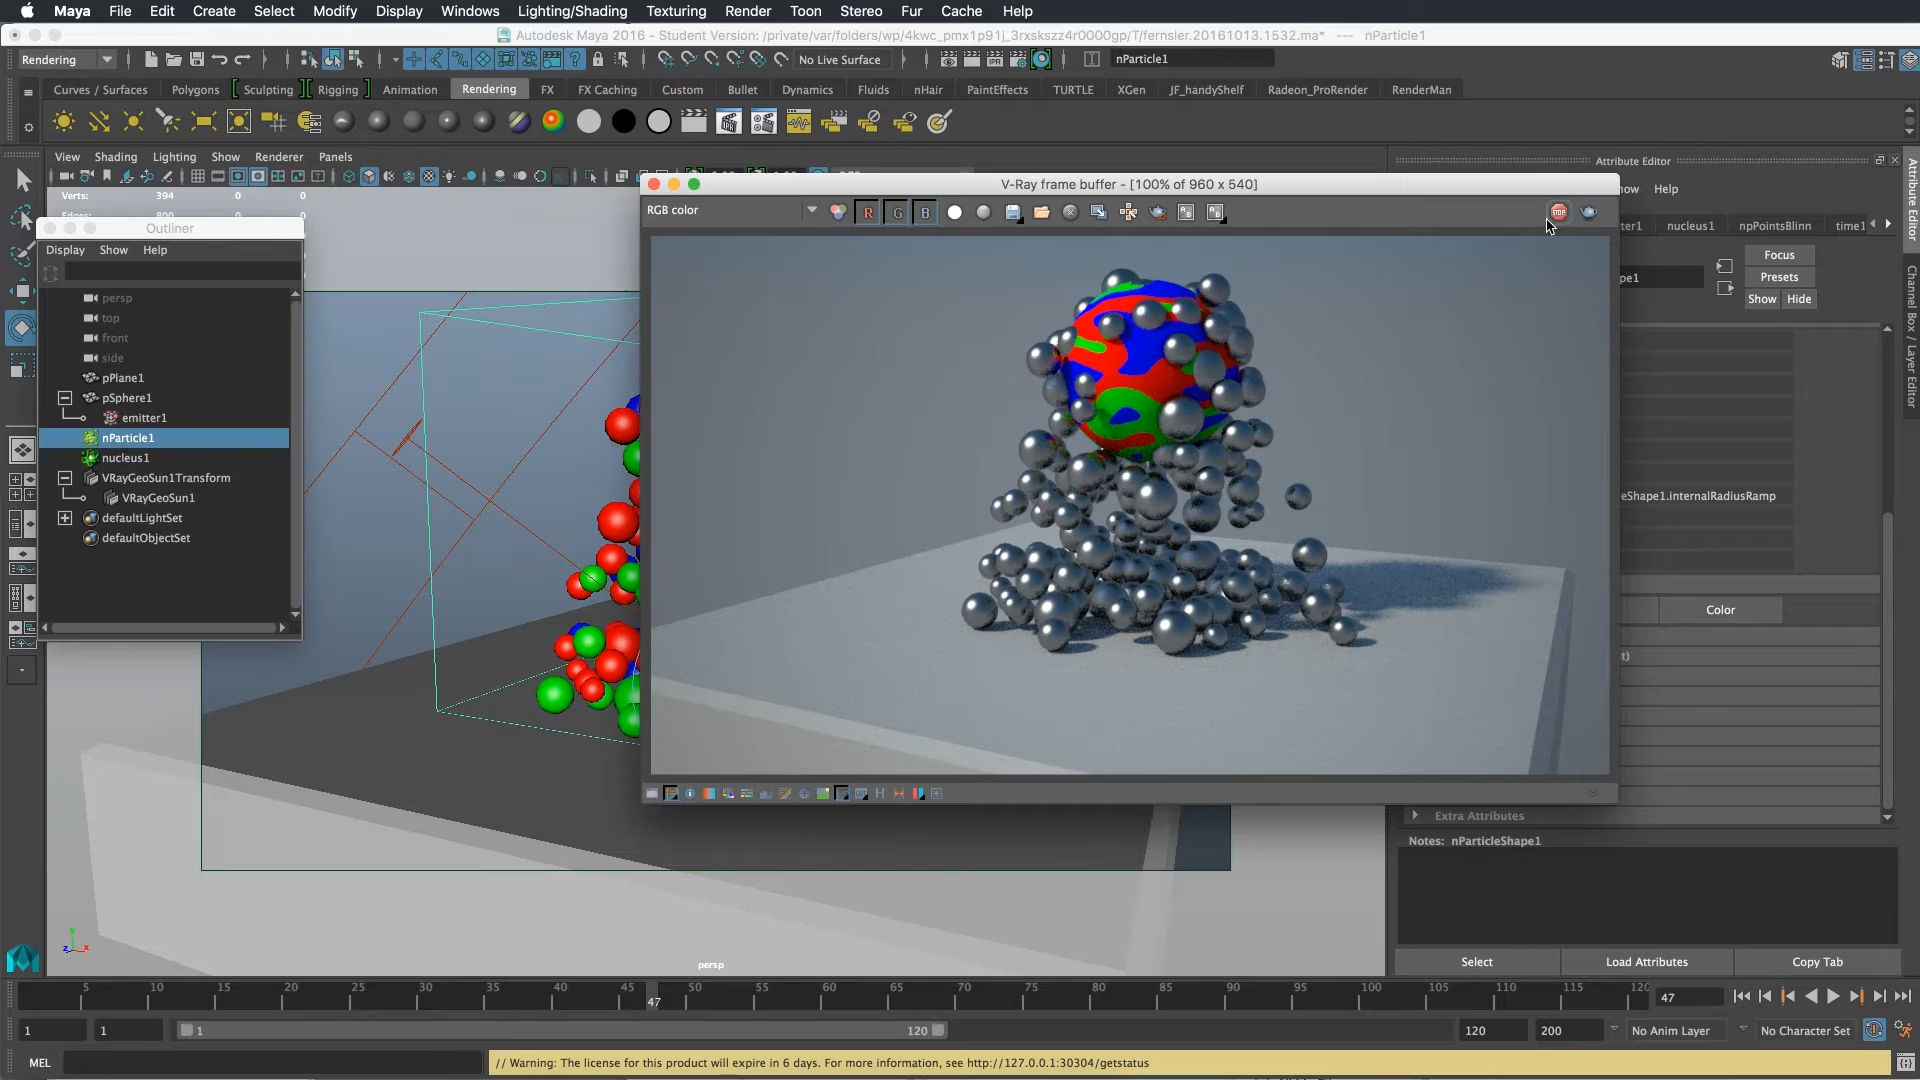 Maya File Edit Create Select Modify Display Windows Lighting/Shading Texturing Render Toon Stereo Fur Cache Help
Autodesk Maya 2016 - Student Version: /private/var/folders/wp/4kwc_pmx1p91j_3rxskszz4r0000gp/T/fernsler.20161013.1532.ma* --- nParticle1
Rendering No Live Surface nParticle1
Curves / Surfaces Polygons Sculpting Rigging Animation Rendering FX FX Caching Custom Bullet Dynamics Fluids nHair PaintEffects TURTLE XGen JF_handyShelf Radeon_ProRender RenderMan
View Shading Lighting Show Renderer Panels
Attribute Editor
Verts: 394 0 0
V-Ray frame buffer - [100% of 960 x 540]
Help
RGB color R G B STOP
nucleus1 npPointsBlinn time1
Outliner
Display Show Help
Focus
Presets
Show Hide
persp
top
front
side
pPlane1
pSphere1
emitter1
nParticle1
nucleus1
VRayGeoSun1Transform
VRayGeoSun1
defaultLightSet
defaultObjectSet
eShape1.internalRadiusRamp
Color
Extra Attributes
Notes: nParticleShape1
Select Load Attributes Copy Tab
Attribute Editor
Channel Box / Layer Editor
y
z x
persp
5 10 15 20 25 30 35 40 45 50 55 60 65 70 75 80 85 90 95 100 105 110 115 120
47 47
1 1 1 120 120 200 No Anim Layer No Character Set
MEL // Warning: The license for this product will expire in 6 days. For more information, see http://127.0.0.1:30304/getstatus